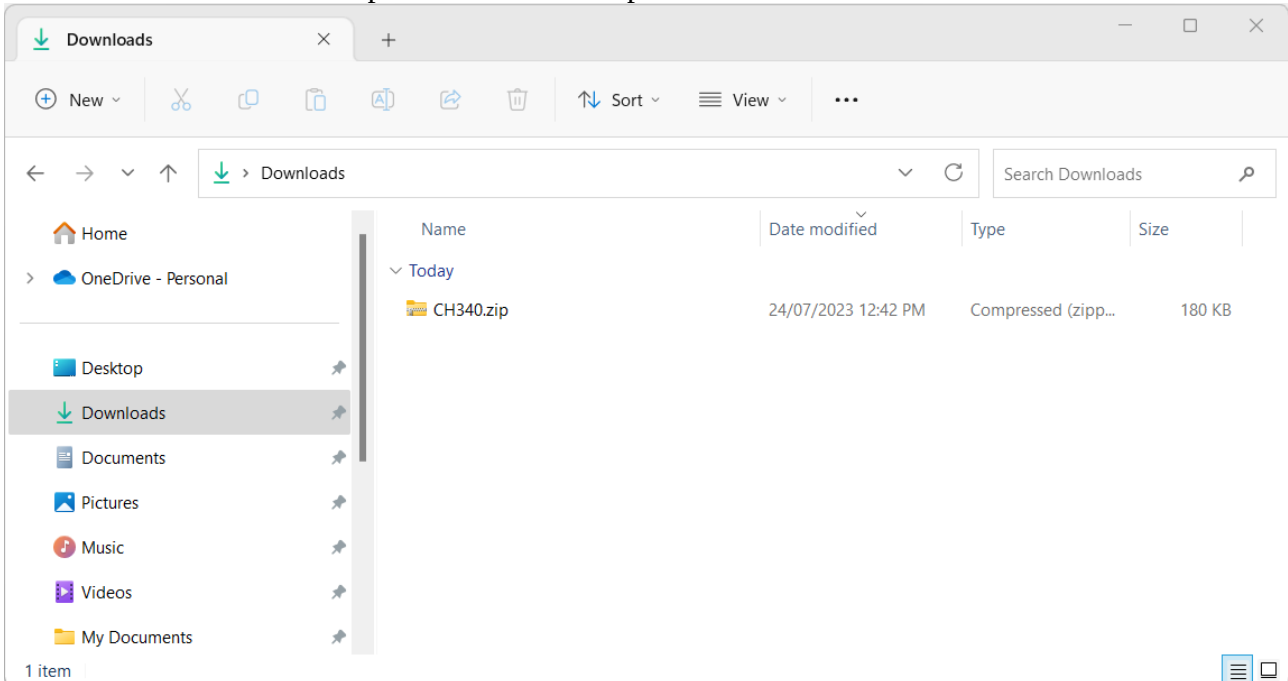 Downloads
New
Sort
View
Downloads
Search Downloads
Home
OneDrive - Personal
Desktop
Downloads
Documents
Pictures
Music
Videos
My Documents
Name Date modified Type Size
Today
CH340.zip 24/07/2023 12:42 PM Compressed (zipp... 180 KB
1 item